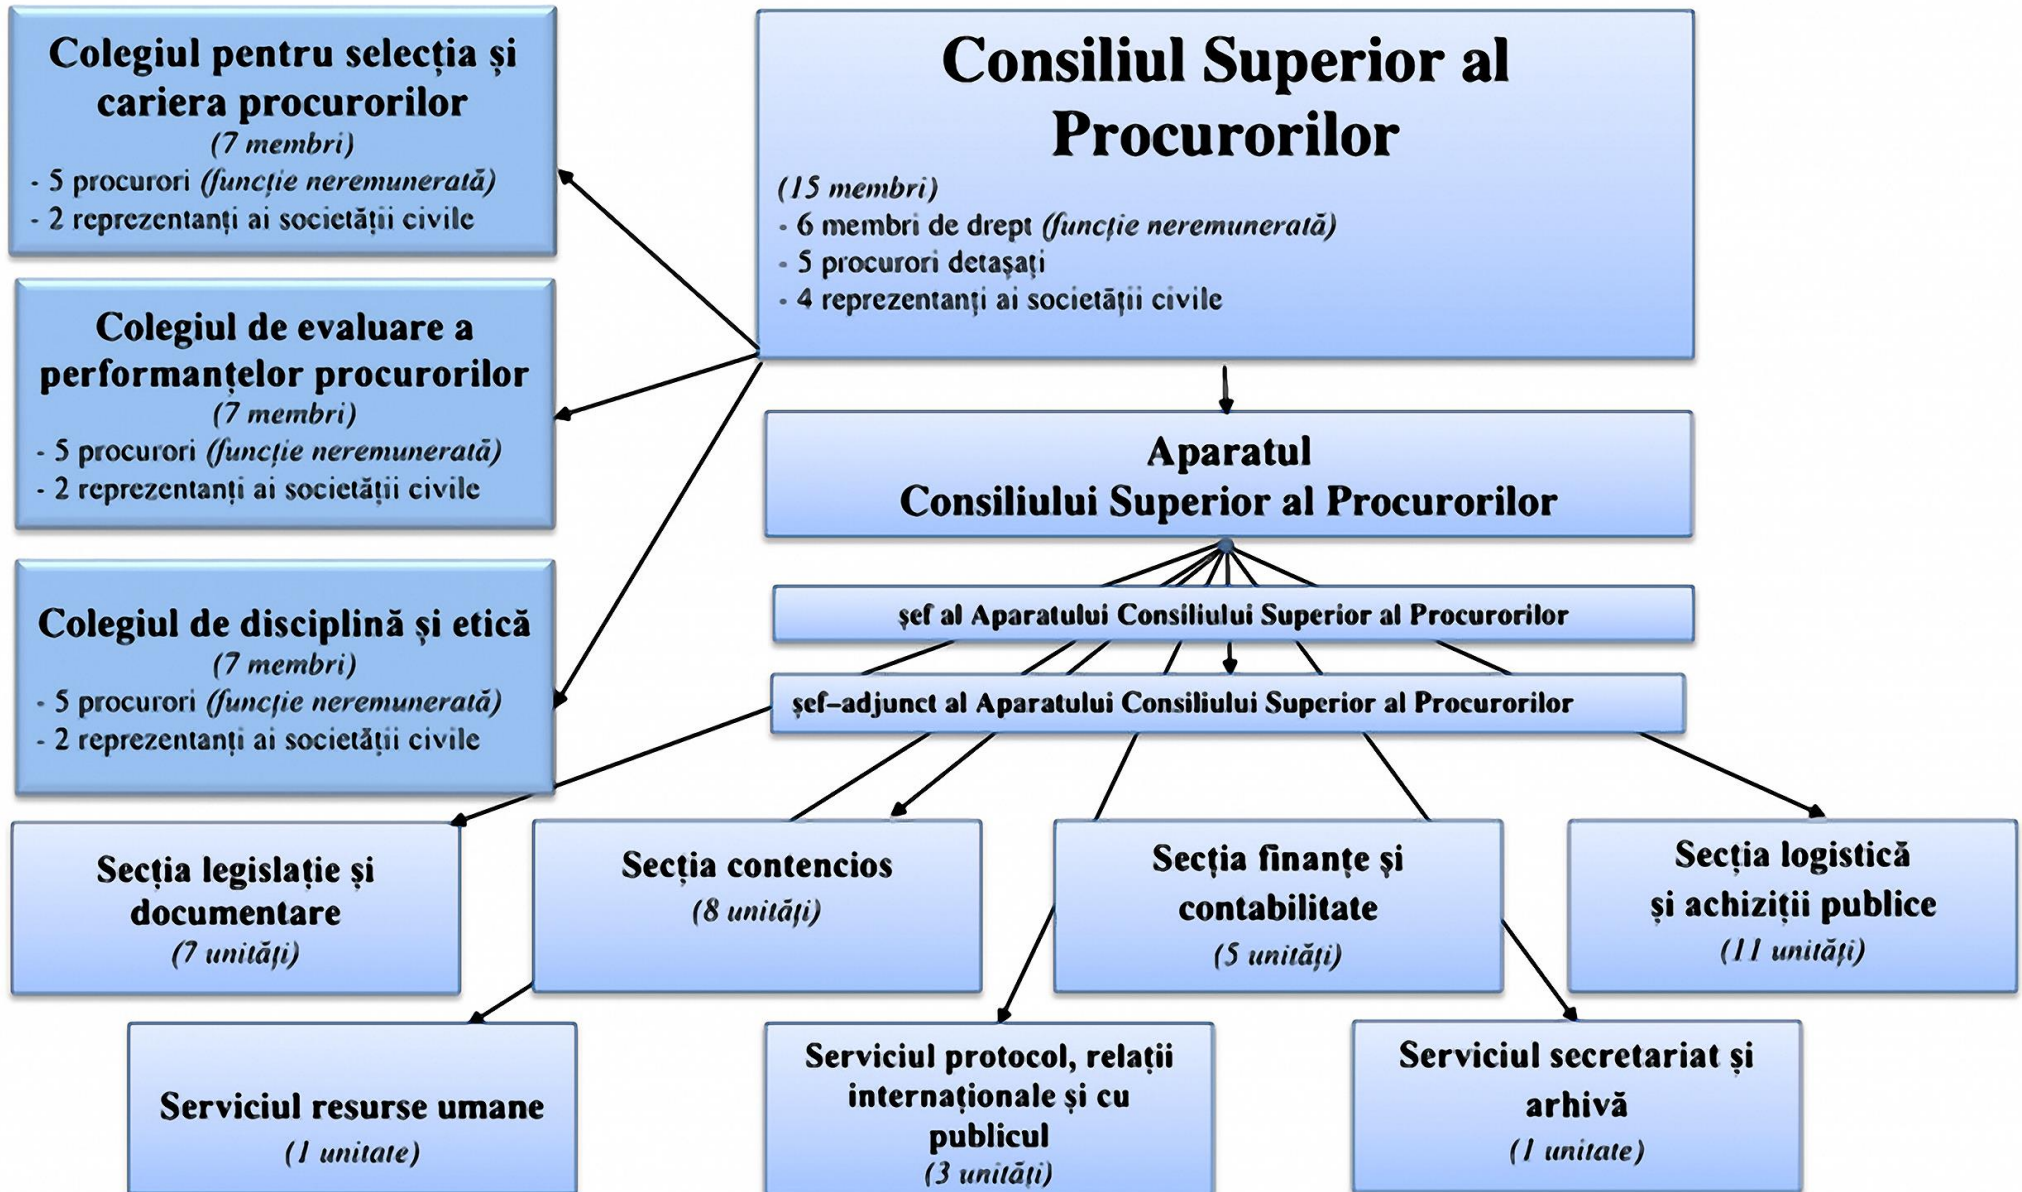 Colegiul pentru selecția și
cariera procurorilor
(7 membri)
- 5 procurori (funcție neremunerată)
- 2 reprezentanți ai societății civile
Consiliul Superior al
Procurorilor
(15 membri)
- 6 membri de drept (funcție neremunerată)
- 5 procurori detașați
- 4 reprezentanți ai societății civile
Colegiul de evaluare a
performanțelor procurorilor
(7 membri)
- 5 procurori (funcție neremunerată)
- 2 reprezentanți ai societății civile
Aparatul
Consiliului Superior al Procurorilor
Colegiul de disciplină și etică
(7 membri)
- 5 procurori (funcție neremunerată)
- 2 reprezentanți ai societății civile
șef al Aparatului Consiliului Superior al Procurorilor
șef–adjunct al Aparatului Consiliului Superior al Procurorilor
Secția legislație și
documentare
(7 unități)
Secția contencios
(8 unități)
Secția finanțe și
contabilitate
(5 unități)
Secția logistică
și achiziții publice
(11 unități)
Serviciul resurse umane
(1 unitate)
Serviciul protocol, relații
internaționale și cu
publicul
(3 unități)
Serviciul secretariat și
arhivă
(1 unitate)